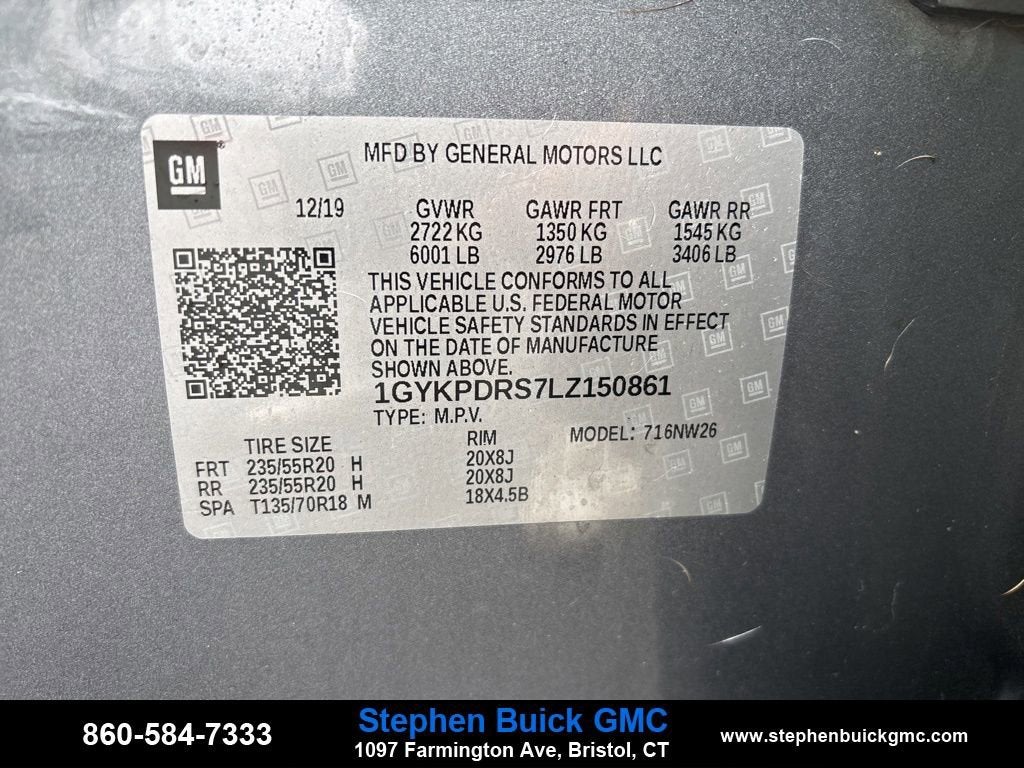 GM
MFD BY GENERAL MOTORS LLC
12/19 GVWR GAWR FRT GAWR RR
2722 KG 1350 KG 1545 KG
6001 LB 2976 LB 3406 LB
THIS VEHICLE CONFORMS TO ALL
APPLICABLE U.S. FEDERAL MOTOR
VEHICLE SAFETY STANDARDS IN EFFECT
ON THE DATE OF MANUFACTURE
SHOWN ABOVE.
1GYKPDRS7LZ150861
TYPE: M.P.V.
TIRE SIZE RIM MODEL: 716NW26
FRT 235/55R20 H 20X8J
RR 235/55R20 H 20X8J
SPA T135/70R18 M 18X4.5B
860-584-7333
Stephen Buick GMC
1097 Farmington Ave, Bristol, CT
www.stephenbuickgmc.com